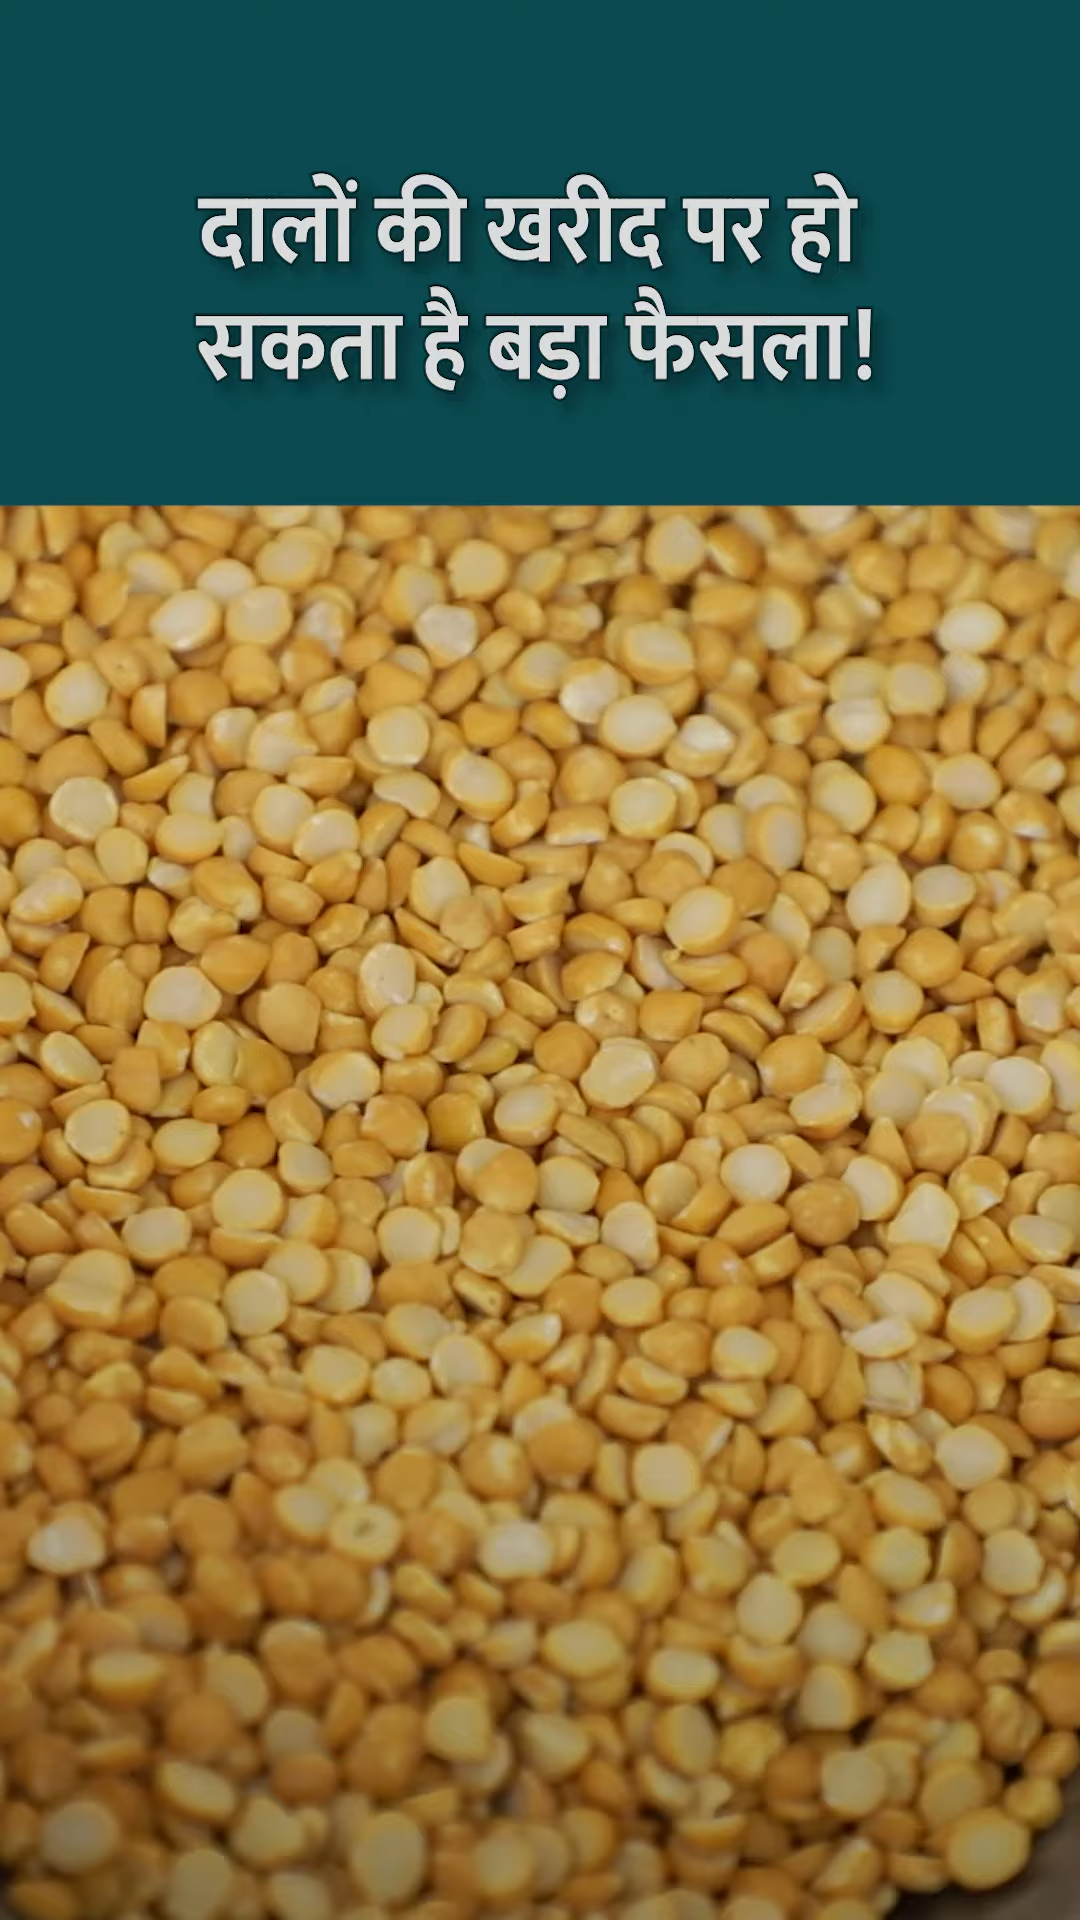 दालों की खरीद पर हो
सकता है बड़ा फैसला!